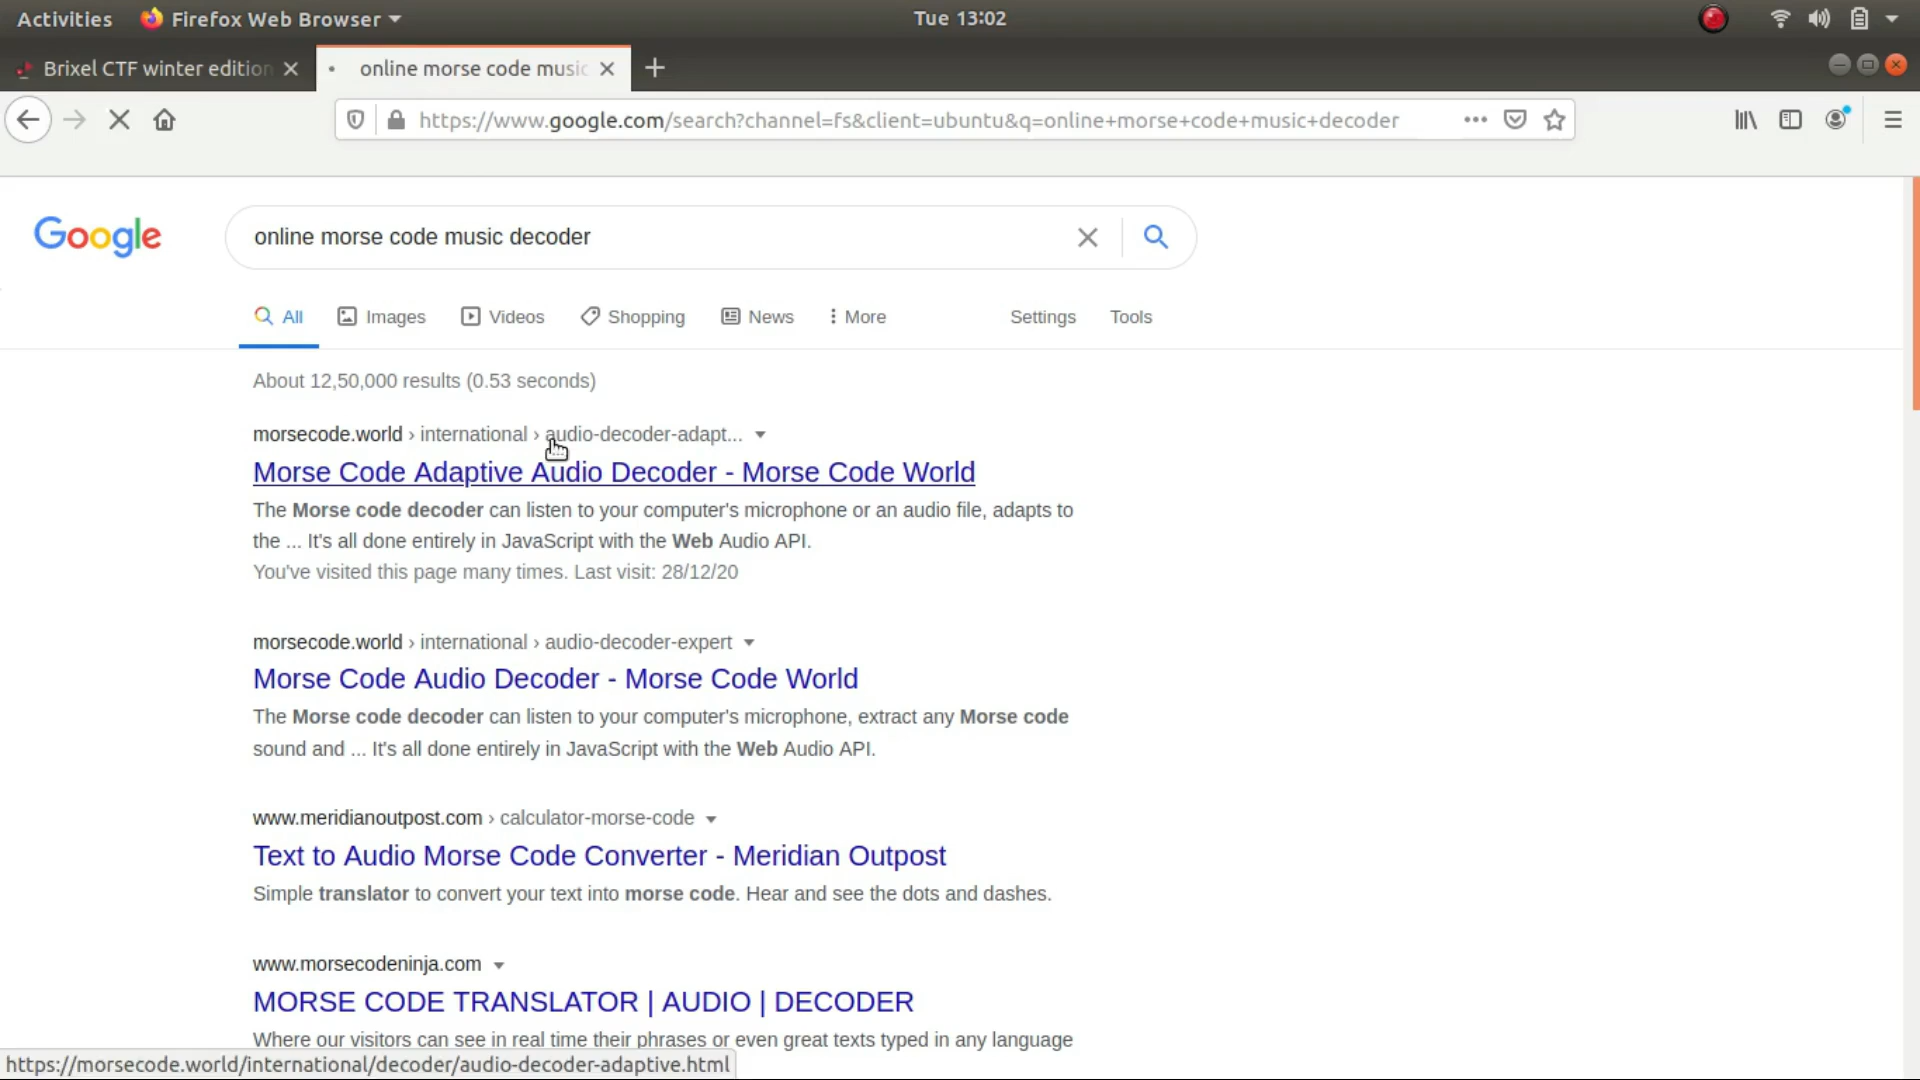 Activities Firefox Web Browser Tue 13:02
Brixel CTF winter edition online morse code music
https://www.google.com/search?channel=fs&client=ubuntu&q=online+morse+code+music+decoder
Google online morse code music decoder
All Images Videos Shopping News More Settings Tools
About 12,50,000 results (0.53 seconds)
morsecode.world › international › audio-decoder-adapt...
Morse Code Adaptive Audio Decoder - Morse Code World
The Morse code decoder can listen to your computer's microphone or an audio file, adapts to
the ... It's all done entirely in JavaScript with the Web Audio API.
You've visited this page many times. Last visit: 28/12/20
morsecode.world › international › audio-decoder-expert
Morse Code Audio Decoder - Morse Code World
The Morse code decoder can listen to your computer's microphone, extract any Morse code
sound and ... It's all done entirely in JavaScript with the Web Audio API.
www.meridianoutpost.com › calculator-morse-code
Text to Audio Morse Code Converter - Meridian Outpost
Simple translator to convert your text into morse code. Hear and see the dots and dashes.
www.morsecodeninja.com
MORSE CODE TRANSLATOR | AUDIO | DECODER
Where our visitors can see in real time their phrases or even great texts typed in any language
https://morsecode.world/international/decoder/audio-decoder-adaptive.html